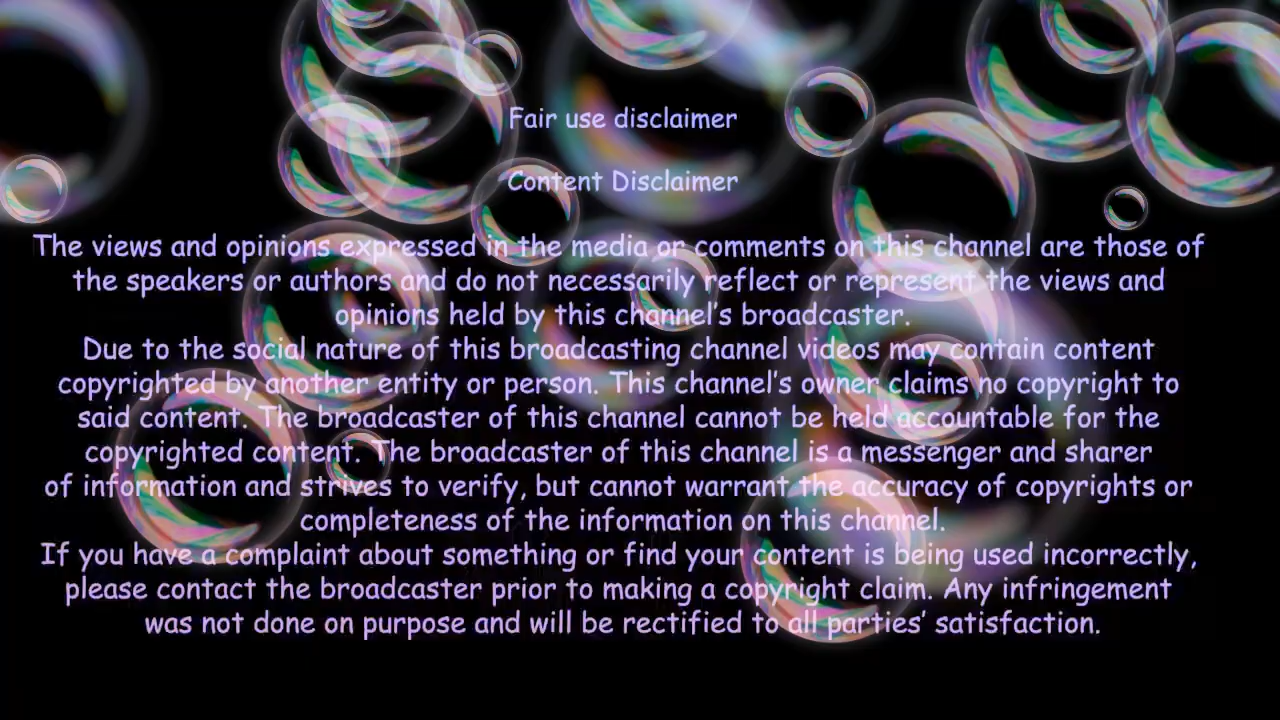 Fair use disclaimer
Content Disclaimer
The views and opinions expressed in the media or comments on this channel are those of
the speakers or authors and do not necessarily reflect or represent the views and
opinions held by this channel’s broadcaster.
Due to the social nature of this broadcasting channel videos may contain content
copyrighted by another entity or person. This channel’s owner claims no copyright to
said content. The broadcaster of this channel cannot be held accountable for the
copyrighted content. The broadcaster of this channel is a messenger and sharer
of information and strives to verify, but cannot warrant the accuracy of copyrights or
completeness of the information on this channel.
If you have a complaint about something or find your content is being used incorrectly,
please contact the broadcaster prior to making a copyright claim. Any infringement
was not done on purpose and will be rectified to all parties’ satisfaction.